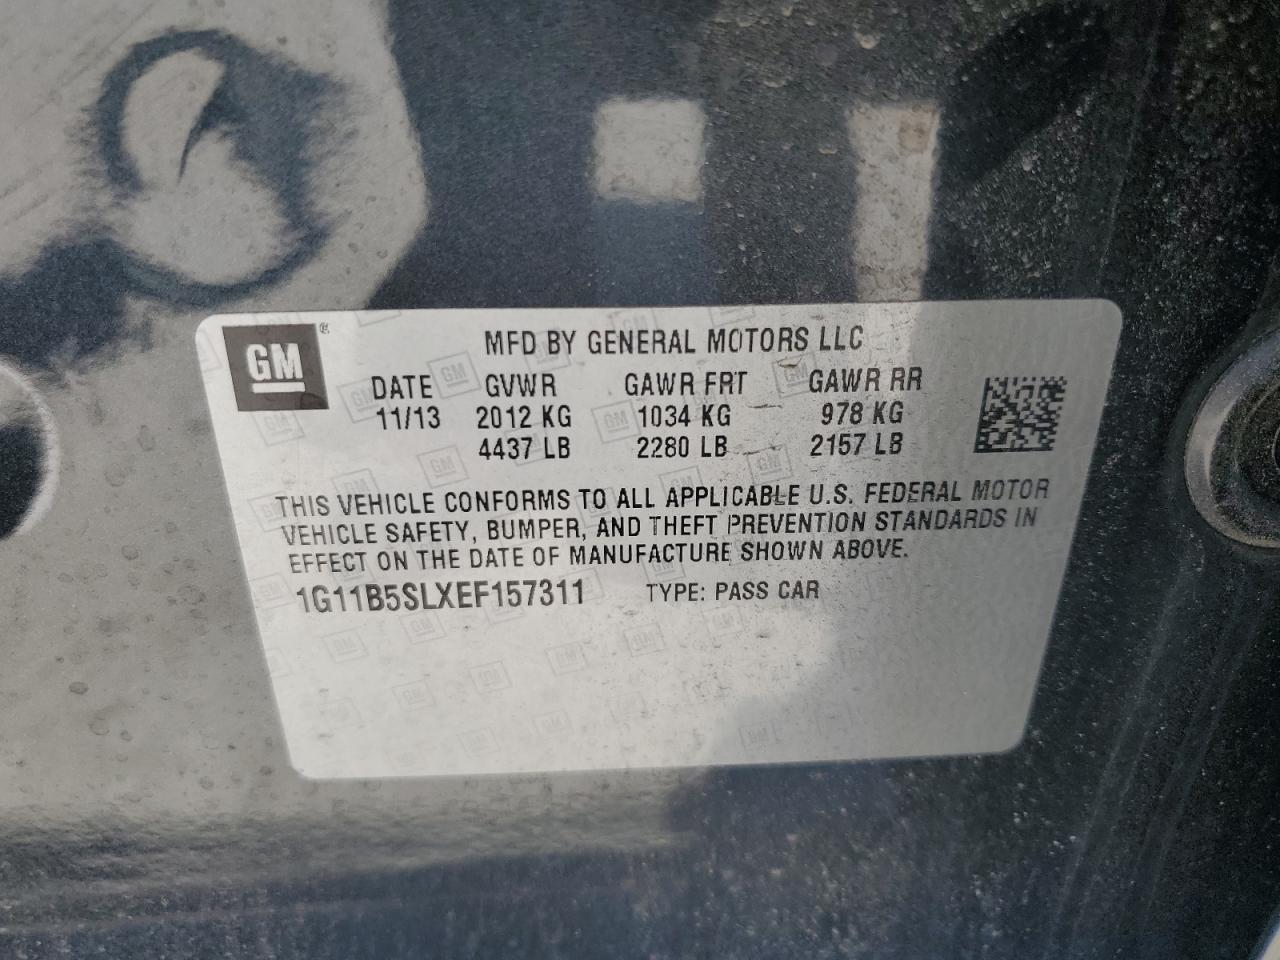 GM ®
MFD BY GENERAL MOTORS LLC
DATE GVWR GAWR FRT GAWR RR
11/13 2012 KG 1034 KG 978 KG
4437 LB 2280 LB 2157 LB
THIS VEHICLE CONFORMS TO ALL APPLICABLE U.S. FEDERAL MOTOR
VEHICLE SAFETY, BUMPER, AND THEFT PREVENTION STANDARDS IN
EFFECT ON THE DATE OF MANUFACTURE SHOWN ABOVE.
1G11B5SLXEF157311 TYPE: PASS CAR